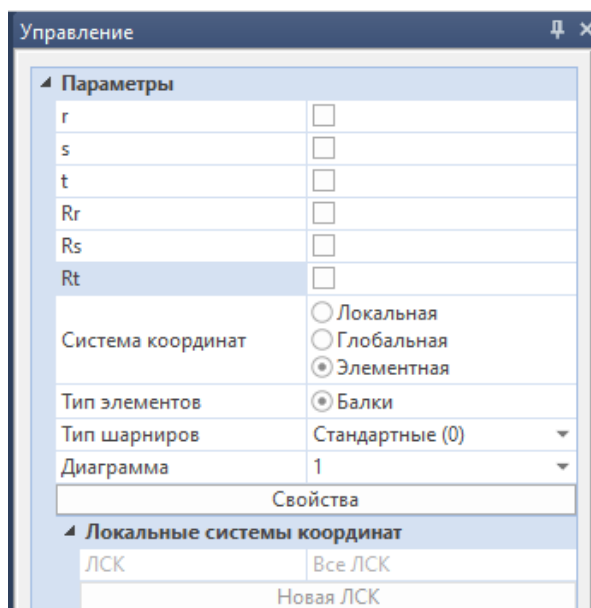 Управление
Параметры
r
s
t
Rr
Rs
Rt
Система координат
Локальная
Глобальная
Элементная
Тип элементов Балки
Тип шарниров Стандартные (0)
Диаграмма 1
Свойства
Локальные системы координат
ЛСК Все ЛСК
Новая ЛСК